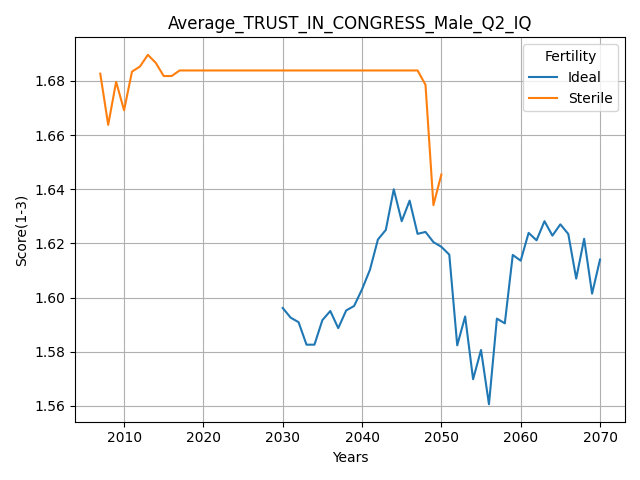 Average_TRUST_IN_CONGRESS_Male_Q2_IQ
Fertility
Ideal
Sterile
Score(1-3)
1.68
1.66
1.64
1.62
1.60
1.58
1.56
2010 2020 2030 2040 2050 2060 2070
Years